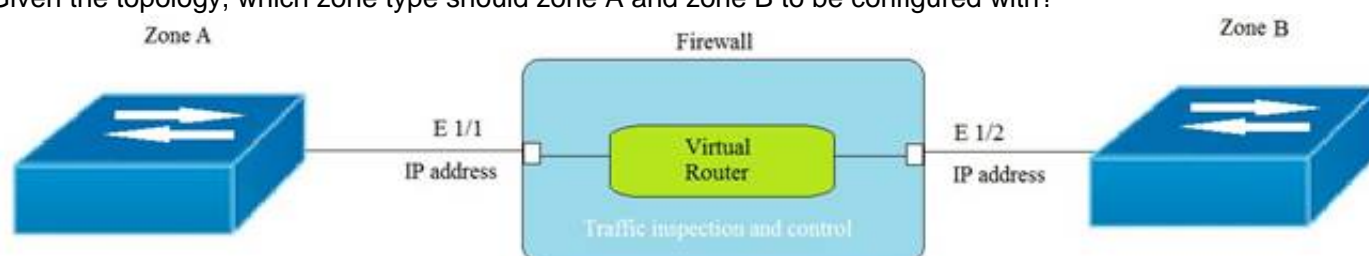 Given the topology, which zone type should zone A and zone B to be configured with?
Zone A
Firewall
Zone B
E 1/1
IP address
Virtual
Router
E 1/2
IP address
Traffic inspection and control